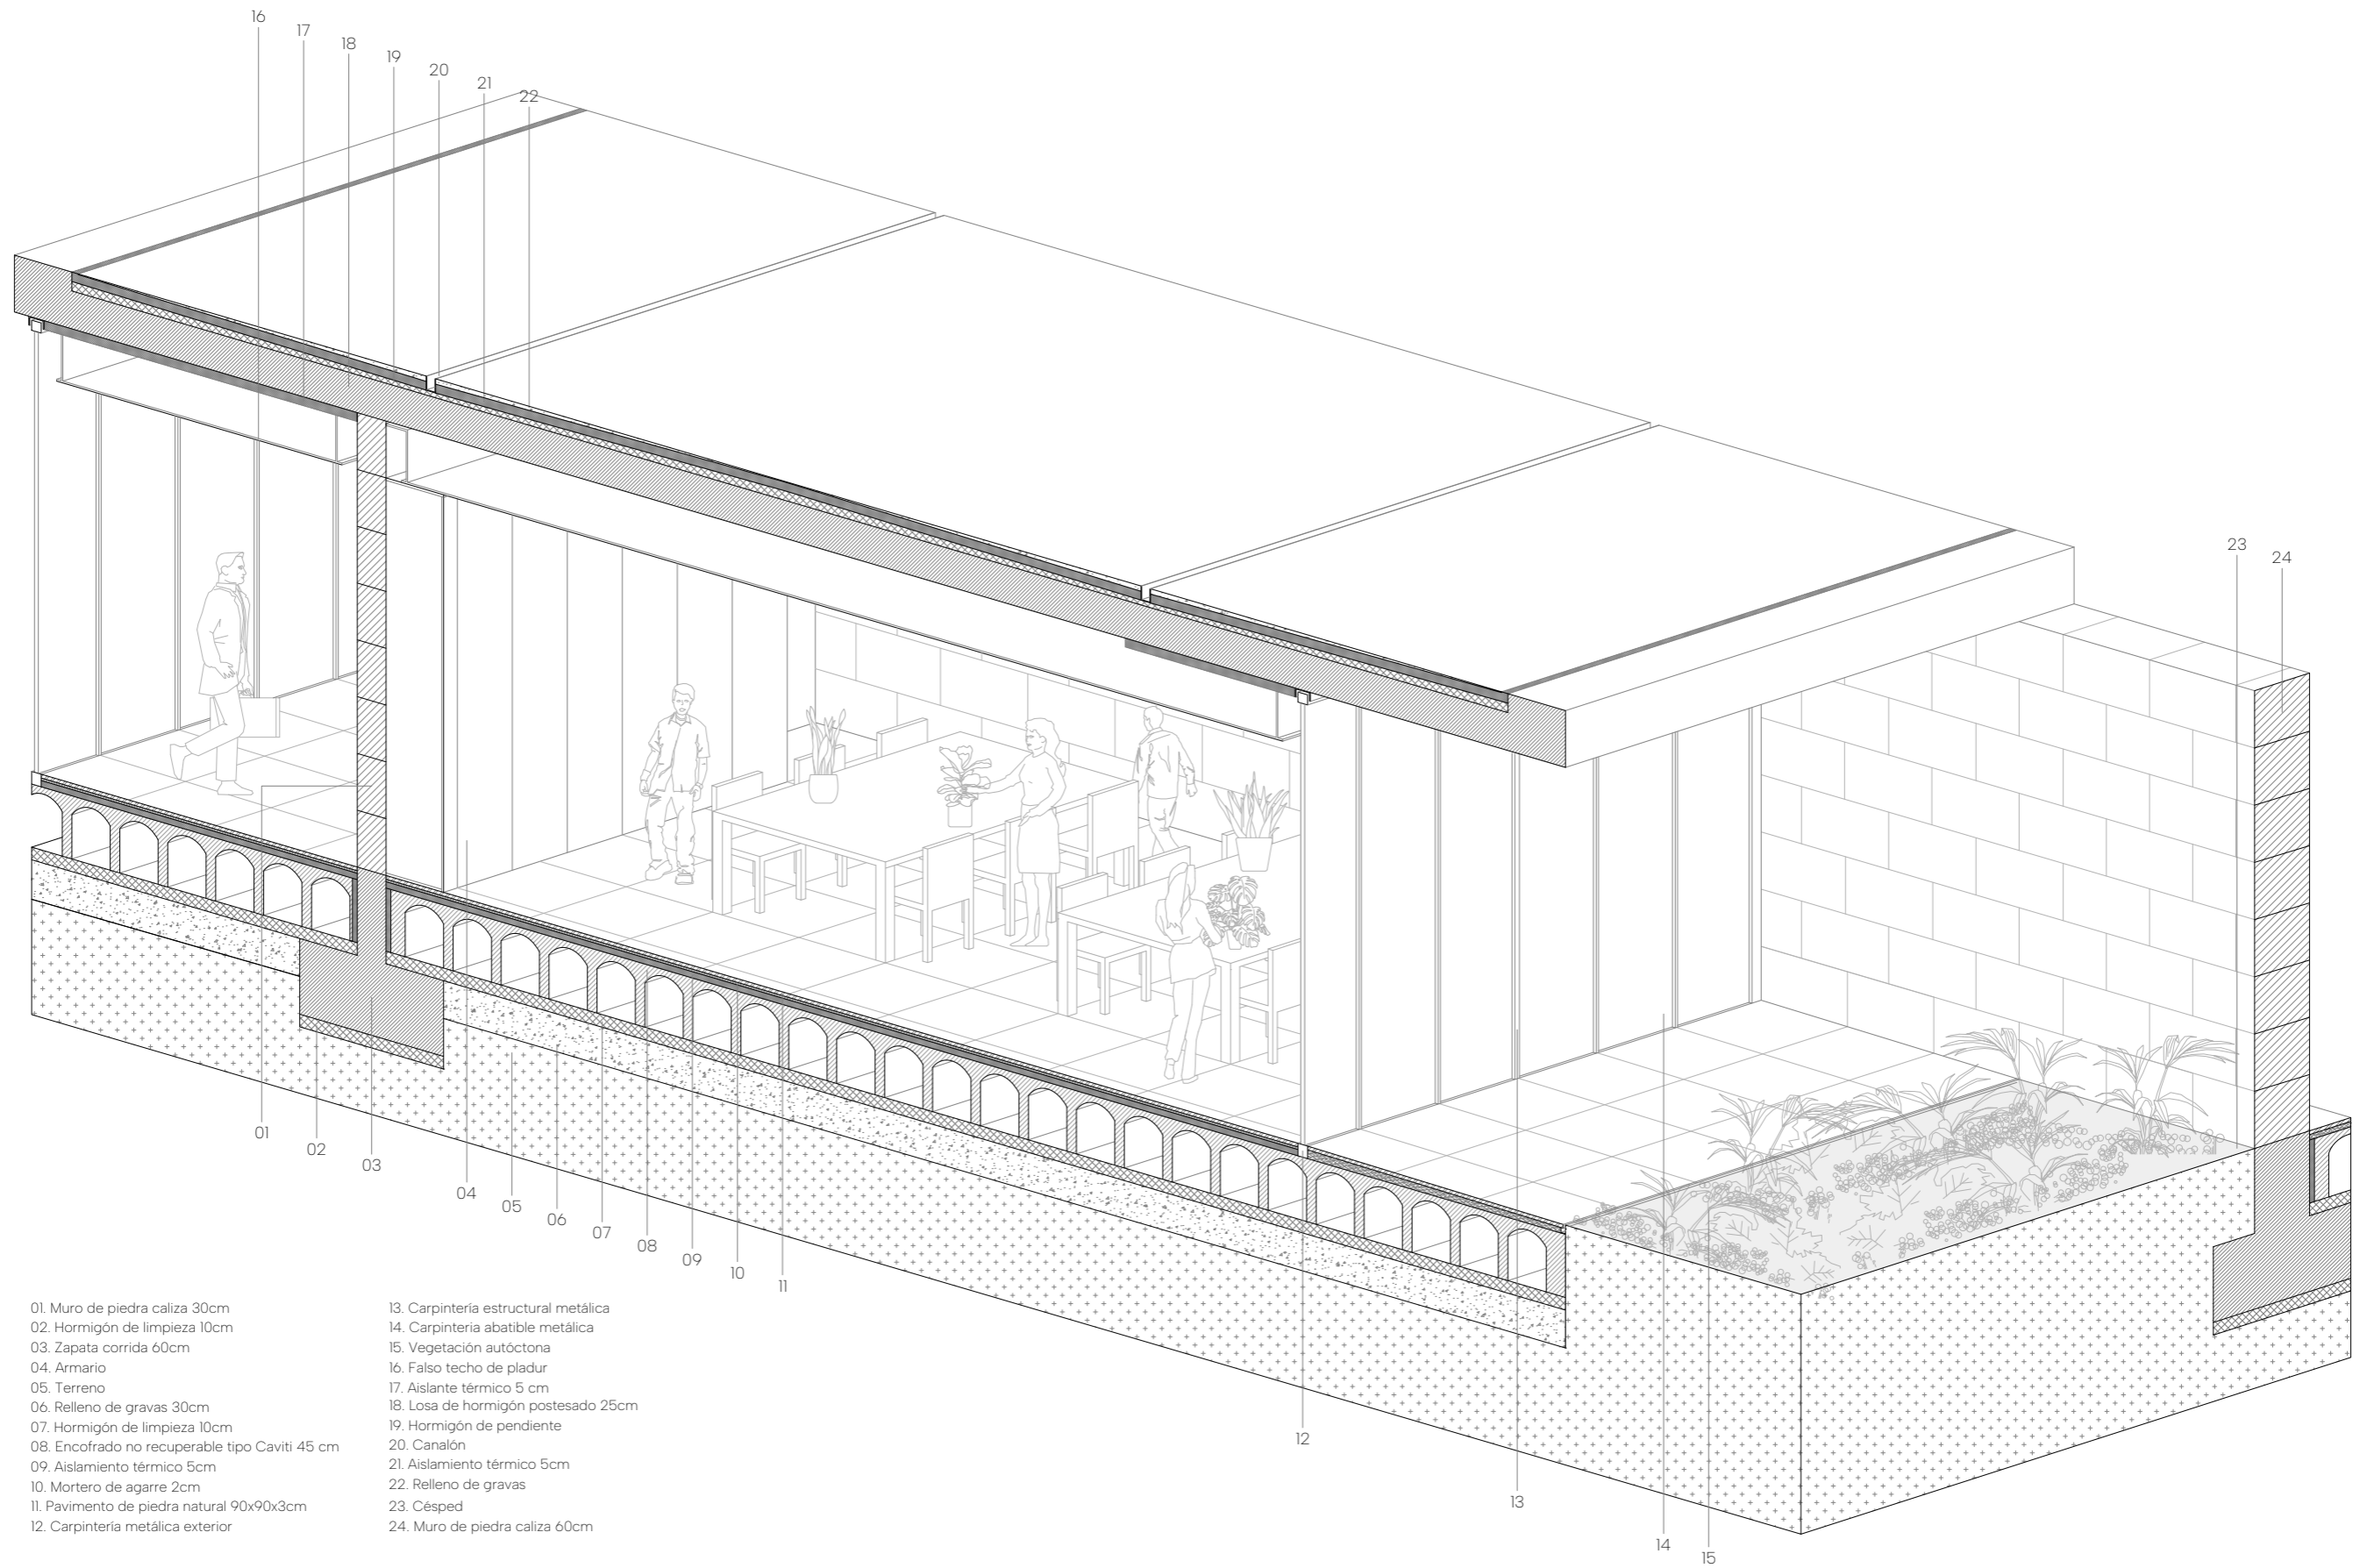 16
17
18
19
20
21
22
23
24
01
02
03
04
05
06
07
08
09
10
11
12
13
14
15
01. Muro de piedra caliza 30cm
02. Hormigón de limpieza 10cm
03. Zapata corrida 60cm
04. Armario
05. Terreno
06. Relleno de gravas 30cm
07. Hormigón de limpieza 10cm
08. Encofrado no recuperable tipo Caviti 45 cm
09. Aislamiento térmico 5cm
10. Mortero de agarre 2cm
11. Pavimento de piedra natural 90x90x3cm
12. Carpintería metálica exterior
13. Carpintería estructural metálica
14. Carpinteria abatible metálica
15. Vegetación autóctona
16. Falso techo de pladur
17. Aislante térmico 5 cm
18. Losa de hormigón postesado 25cm
19. Hormigón de pendiente
20. Canalón
21. Aislamiento térmico 5cm
22. Relleno de gravas
23. Césped
24. Muro de piedra caliza 60cm